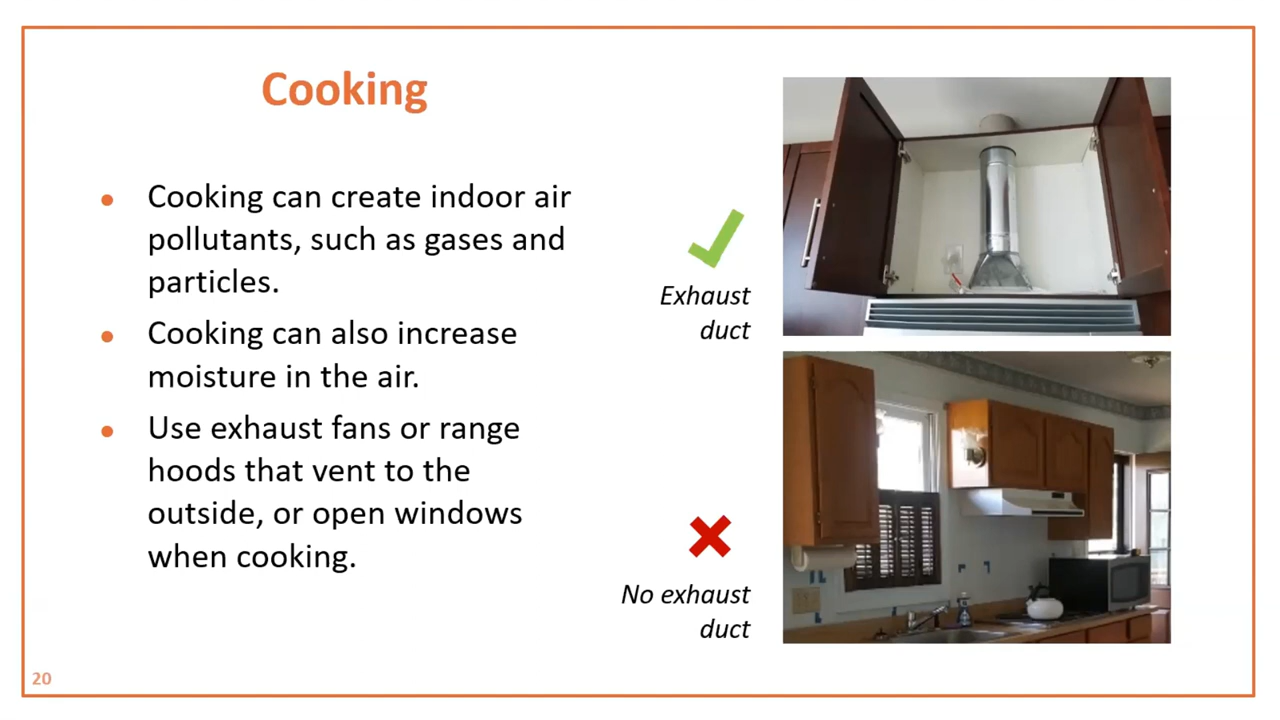 Cooking
Cooking can create indoor air
pollutants, such as gases and
particles.
Cooking can also increase
moisture in the air.
Use exhaust fans or range
hoods that vent to the
outside, or open windows
when cooking.
Exhaust
duct
No exhaust
duct
20